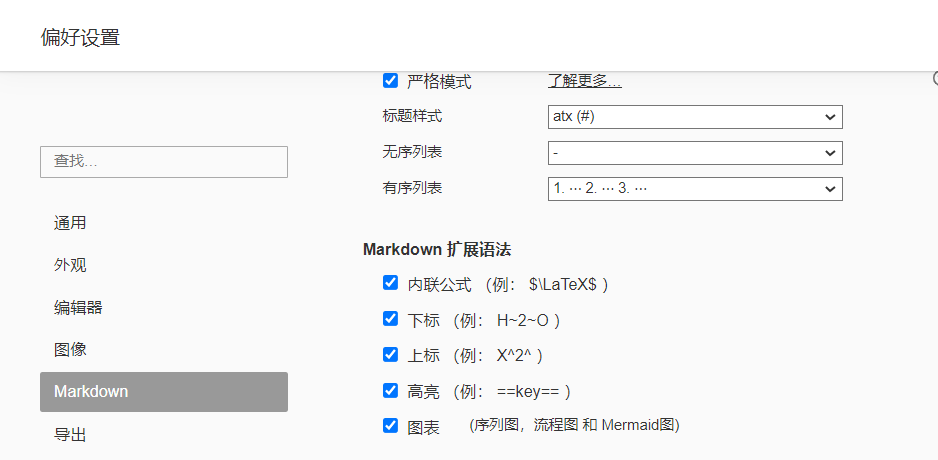 偏好设置
严格模式 了解更多...
标题样式 atx (#)
查找...
无序列表 -
有序列表 1. ··· 2. ··· 3. ···
通用
外观
编辑器
图像
Markdown
导出
Markdown 扩展语法
内联公式 （例： $\LaTeX$ ）
下标 （例： H~2~O ）
上标 （例： X^2^ ）
高亮 （例： ==key== ）
图表 (序列图，流程图 和 Mermaid图)